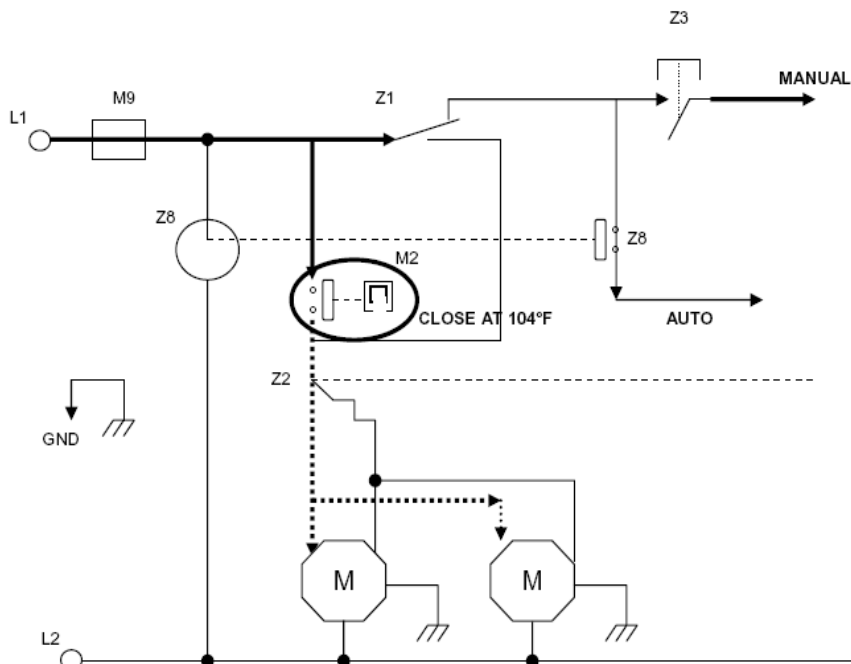 Z3
MANUAL
M9
Z1
L1
Z8
Z8
M2
CLOSE AT 104°F
AUTO
Z2
GND
M
M
L2